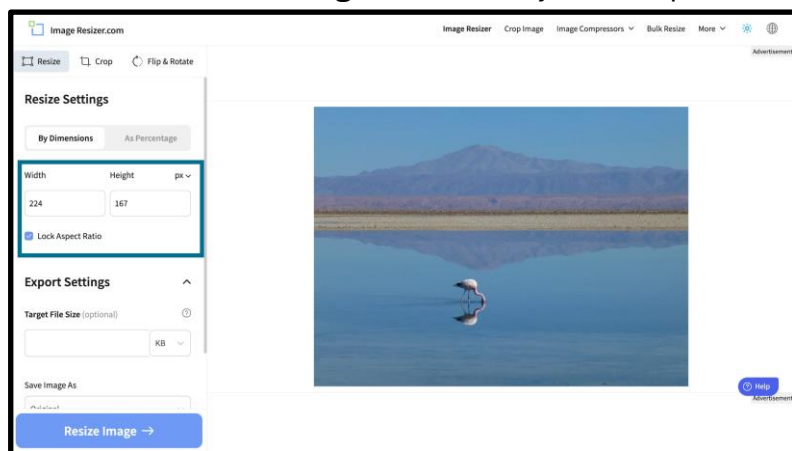 Image Resizer.com
Image Resizer Crop Image Image Compressors Bulk Resize More
Advertisement
Resize Crop Flip & Rotate
Resize Settings
By Dimensions As Percentage
Width Height px
224 167
Lock Aspect Ratio
Export Settings
Target File Size (optional)
KB
Save Image As
Original
Resize Image →
Help
Advertisement